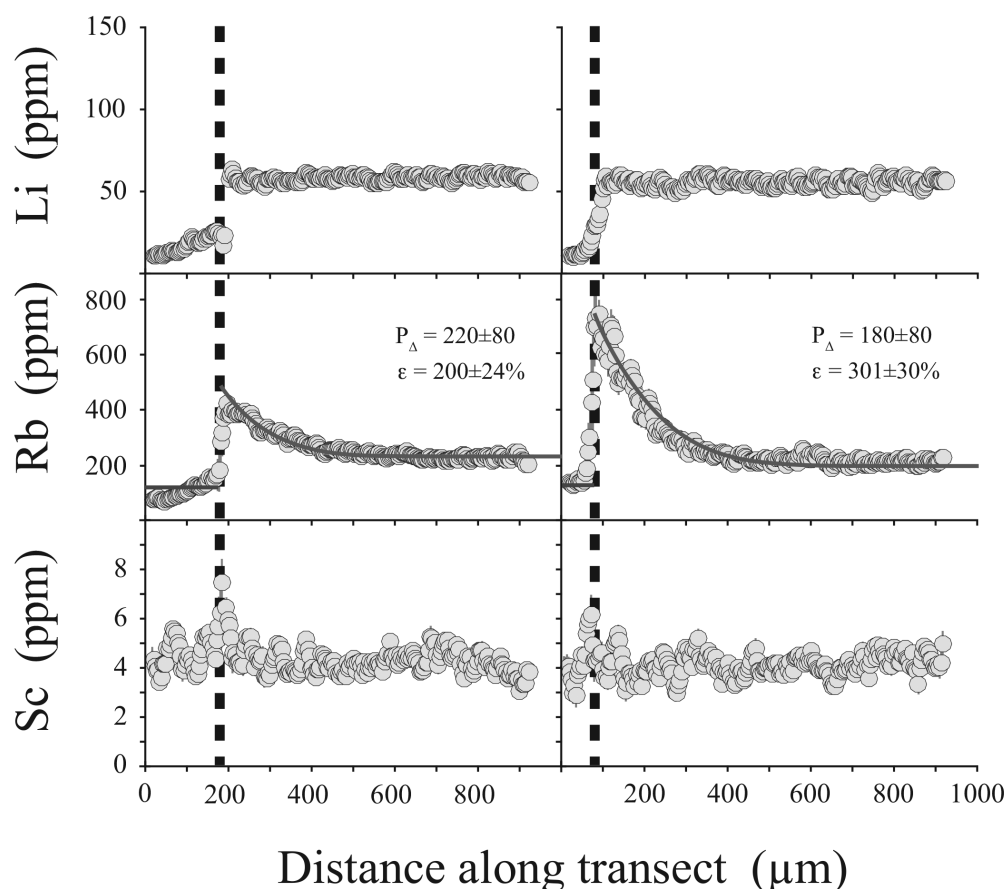 Li (ppm)
150
100
50
Rb (ppm)
800
600
400
200
P_Δ = 220±80
ε = 200±24%
P_Δ = 180±80
ε = 301±30%
Sc (ppm)
8
6
4
2
0
0 200 400 600 800 200 400 600 800 1000
Distance along transect (µm)